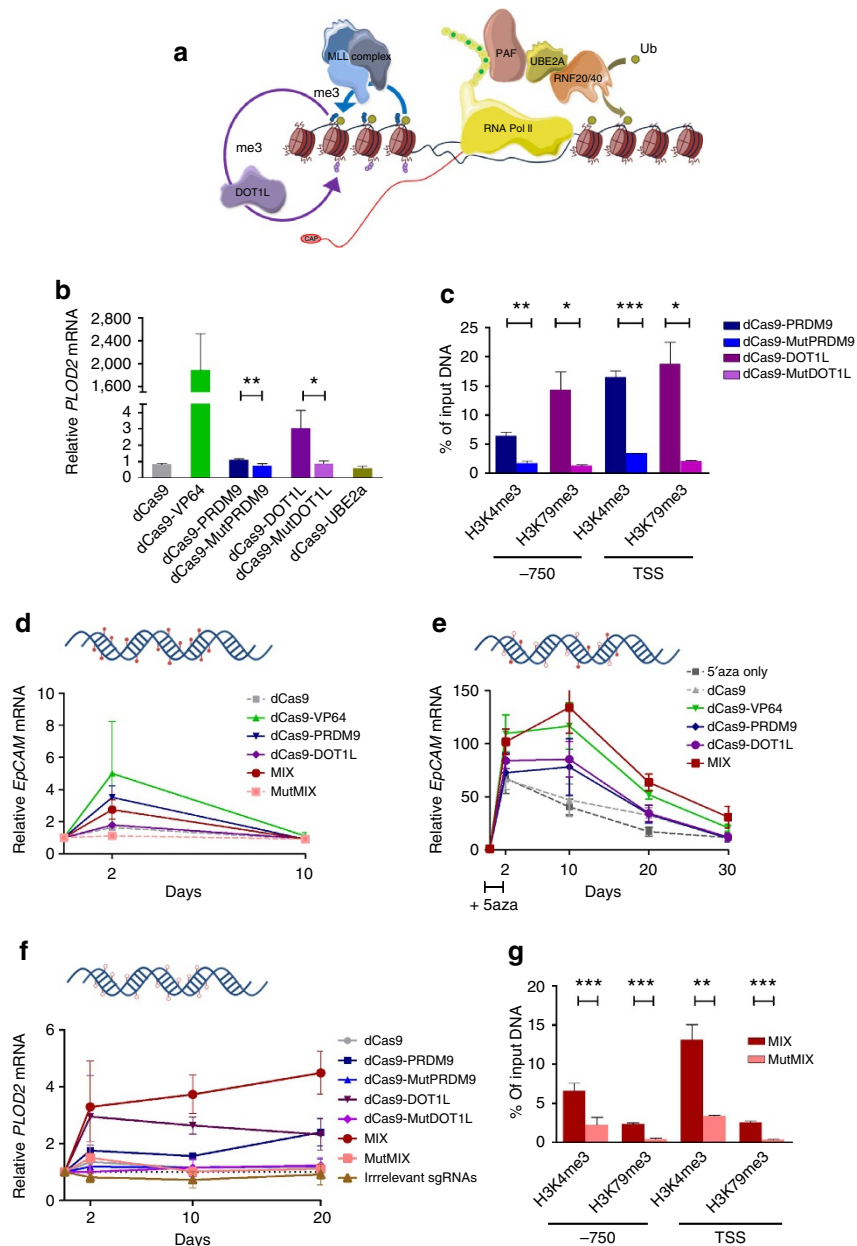 a
MLL complex
me3
me3
DOT1L
CAP
PAF
UBE2A
RNF20/40
Ub
RNA Pol II
b
Relative PLOD2 mRNA
2,800
2,400
2,000
1,600
4
3
2
1
0
**
*
dCas9
dCas9-VP64
dCas9-PRDM9
dCas9-MutPRDM9
dCas9-DOT1L
dCas9-MutDOT1L
dCas9-UBE2a
c
% of input DNA
25
20
15
10
5
0
**
*
***
*
dCas9-PRDM9
dCas9-MutPRDM9
dCas9-DOT1L
dCas9-MutDOT1L
H3K4me3
H3K79me3
H3K4me3
H3K79me3
–750
TSS
d
Relative EpCAM mRNA
10
8
6
4
2
0
dCas9
dCas9-VP64
dCas9-PRDM9
dCas9-DOT1L
MIX
MutMIX
2
10
Days
e
Relative EpCAM mRNA
150
100
50
0
5′aza only
dCas9
dCas9-VP64
dCas9-PRDM9
dCas9-DOT1L
MIX
2
10
20
30
Days
+ 5aza
f
Relative PLOD2 mRNA
6
4
2
0
dCas9
dCas9-PRDM9
dCas9-MutPRDM9
dCas9-DOT1L
dCas9-MutDOT1L
MIX
MutMIX
Irrrelevant sgRNAs
2
10
20
Days
g
% Of input DNA
20
15
10
5
0
***
***
**
***
MIX
MutMIX
H3K4me3
H3K79me3
H3K4me3
H3K79me3
–750
TSS